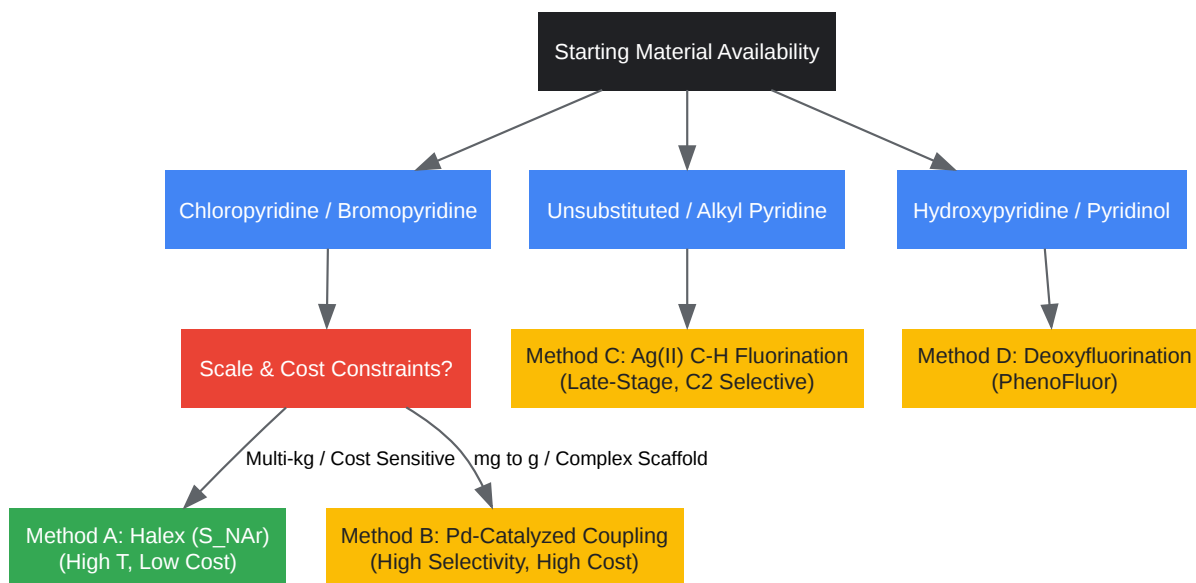 Starting Material Availability
Chloropyridine / Bromopyridine
Unsubstituted / Alkyl Pyridine
Hydroxypyridine / Pyridinol
Scale & Cost Constraints?
Method C: Ag(II) C-H Fluorination
(Late-Stage, C2 Selective)
Method D: Deoxyfluorination
(PhenoFluor)
Multi-kg / Cost Sensitive
mg to g / Complex Scaffold
Method A: Halex (S_NAr)
(High T, Low Cost)
Method B: Pd-Catalyzed Coupling
(High Selectivity, High Cost)